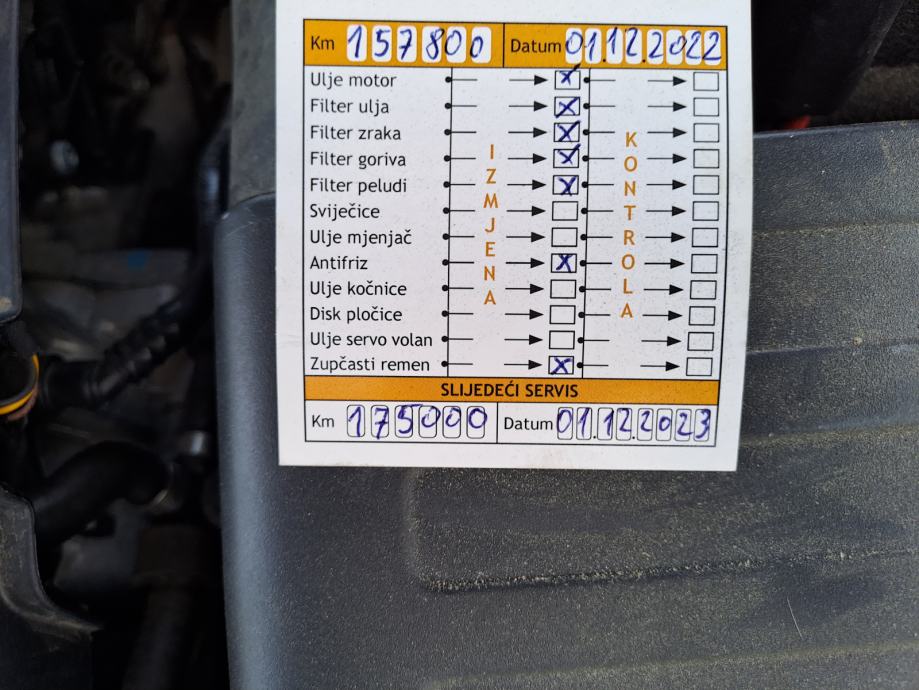 Km 157800 Datum 01.12.2022
Ulje motor X
Filter ulja X
Filter zraka X
Filter goriva X
Filter peludi X
Sviječice
Ulje mjenjač
Antifriz X
Ulje kočnice
Disk pločice
Ulje servo volan
Zupčasti remen X
IZMJENA
KONTROLA
SLIJEDEĆI SERVIS
Km 175000 Datum 01.12.2023